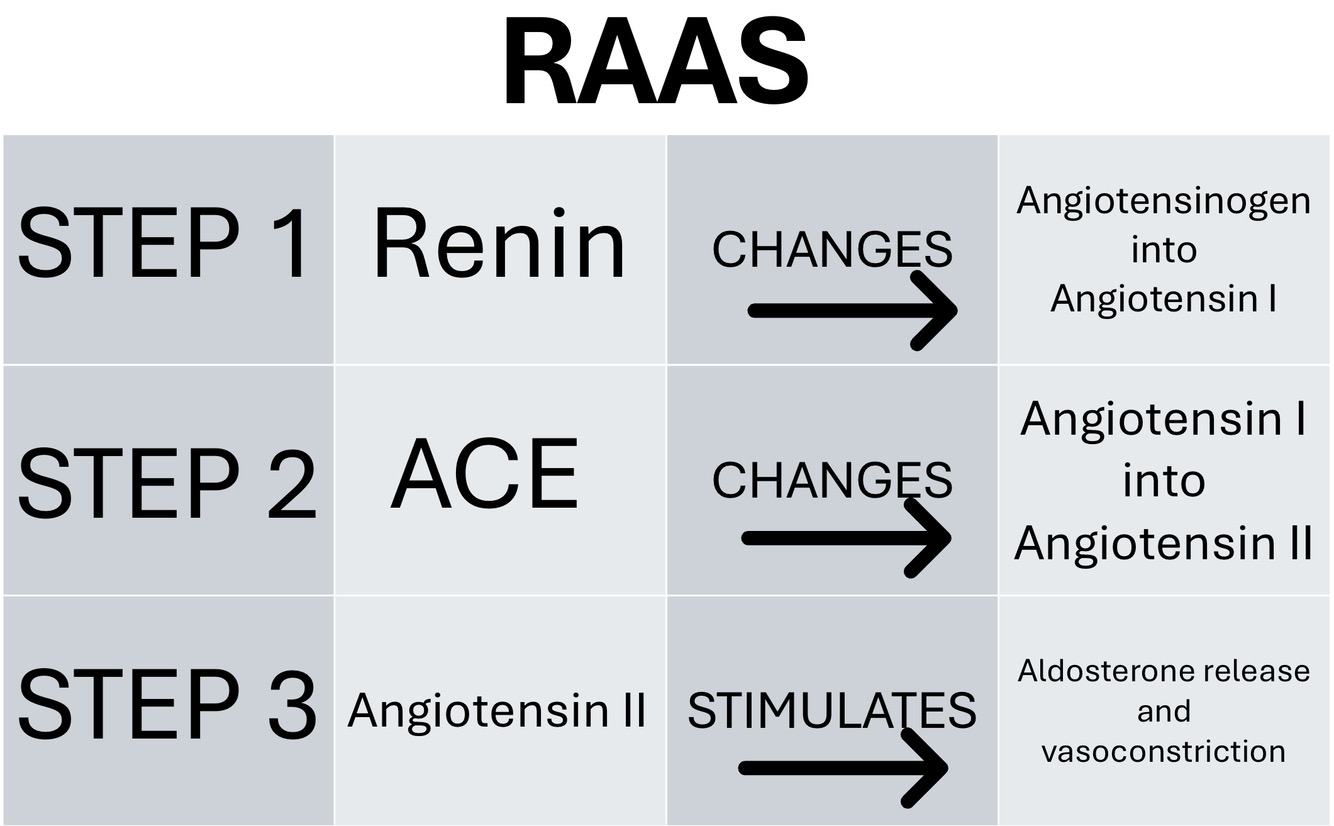 RAAS
STEP 1
Renin
CHANGES
Angiotensinogen
into
Angiotensin I
STEP 2
ACE
CHANGES
Angiotensin I
into
Angiotensin II
STEP 3
Angiotensin II
STIMULATES
Aldosterone release
and
vasoconstriction